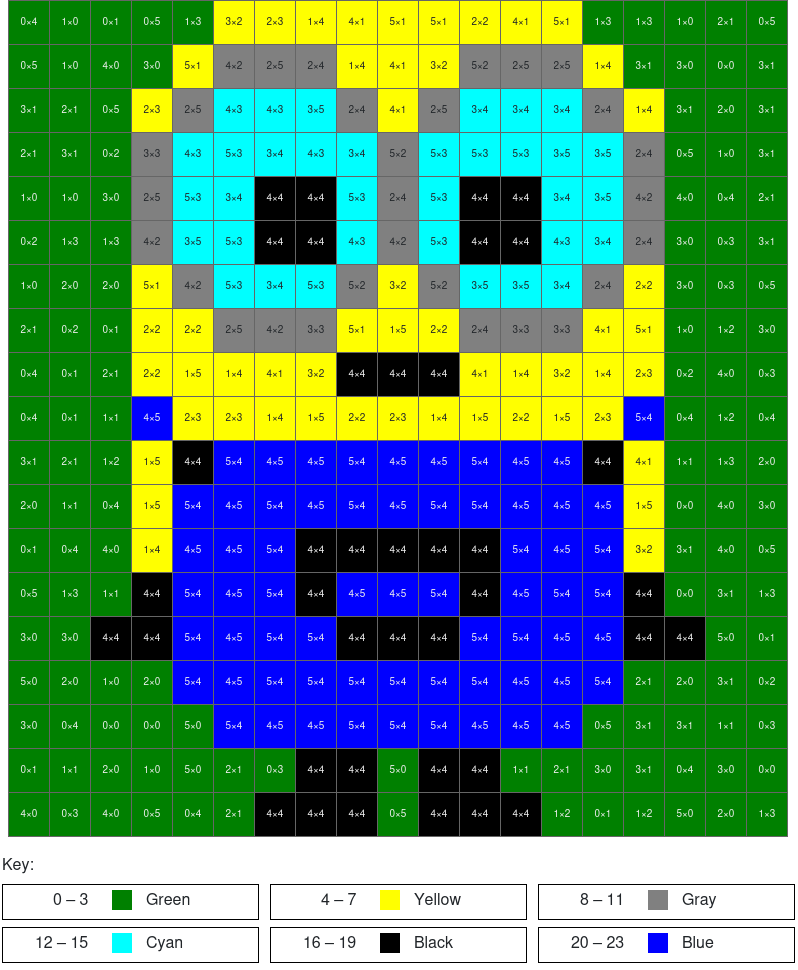 0×4 1×0 0×1 0×5 1×3 3×2 2×3 1×4 4×1 5×1 5×1 2×2 4×1 5×1 1×3 1×3 1×0 2×1 0×5
0×5 1×0 4×0 3×0 5×1 4×2 2×5 2×4 1×4 4×1 3×2 5×2 2×5 2×5 1×4 3×1 3×0 0×0 3×1
3×1 2×1 0×5 2×3 2×5 4×3 4×3 3×5 2×4 4×1 2×5 3×4 3×4 3×4 2×4 1×4 3×1 2×0 3×1
2×1 3×1 0×2 3×3 4×3 5×3 3×4 4×3 3×4 5×2 5×3 5×3 3×5 3×5 2×4 0×5 1×0 3×1
1×0 1×0 3×0 2×5 5×3 3×4 4×4 4×4 5×3 2×4 5×3 4×4 4×4 3×4 3×5 4×2 4×0 0×4 2×1
0×2 1×3 1×3 4×2 3×5 5×3 4×4 4×4 4×3 4×2 5×3 4×4 4×4 4×3 3×4 2×4 3×0 0×3 3×1
1×0 2×0 2×0 5×1 4×2 5×3 3×4 5×3 5×2 3×2 5×2 3×5 3×5 3×4 2×4 2×2 3×0 0×3 0×5
2×1 0×2 0×1 2×2 2×2 2×5 4×2 3×3 5×1 1×5 2×2 2×4 3×3 3×3 4×1 5×1 1×0 1×2 3×0
0×4 0×1 2×1 2×2 1×5 1×4 4×1 3×2 4×4 4×4 4×4 4×1 1×4 3×2 1×4 2×3 0×2 4×0 0×3
0×4 0×1 1×1 4×5 2×3 2×3 1×4 1×5 2×2 2×3 1×4 1×5 2×2 1×5 2×3 5×4 0×4 1×2 0×4
3×1 2×1 1×2 1×5 4×4 5×4 4×5 4×5 5×4 4×5 4×5 5×4 4×5 4×5 4×4 4×1 1×1 1×3 2×0
2×0 1×1 0×4 1×5 5×4 4×5 5×4 4×5 5×4 5×4 4×5 5×4 4×5 4×5 4×5 1×5 0×0 4×0 3×0
0×1 0×4 4×0 1×4 4×5 4×5 5×4 4×4 4×4 4×4 4×4 4×4 5×4 4×5 5×4 3×2 3×1 4×0 0×5
0×5 1×3 1×1 4×4 5×4 4×5 5×4 4×4 4×5 4×5 5×4 4×4 4×5 5×4 5×4 4×4 0×0 3×1 1×3
3×0 3×0 4×4 4×4 5×4 4×5 5×4 5×4 4×4 4×4 4×4 5×4 5×4 4×5 4×5 4×4 4×4 5×0 0×1
5×0 2×0 1×0 2×0 5×4 4×5 5×4 5×4 5×4 5×4 5×4 4×5 5×4 4×5 5×4 2×1 2×0 3×1 0×2
3×0 0×4 0×0 0×0 5×0 5×4 4×5 5×4 4×5 5×4 5×4 4×5 4×5 4×5 0×5 3×1 3×1 1×1 0×3
0×1 1×1 2×0 1×0 5×0 2×1 0×3 4×4 4×4 5×0 4×4 4×4 1×1 2×1 3×0 3×1 0×4 3×0 0×0
4×0 0×3 4×0 0×5 0×4 2×1 4×4 4×4 4×4 0×5 4×4 4×4 4×4 1×2 0×1 1×2 5×0 2×0 1×3
Key:
0 – 3 Green 4 – 7 Yellow 8 – 11 Gray
12 – 15 Cyan 16 – 19 Black 20 – 23 Blue